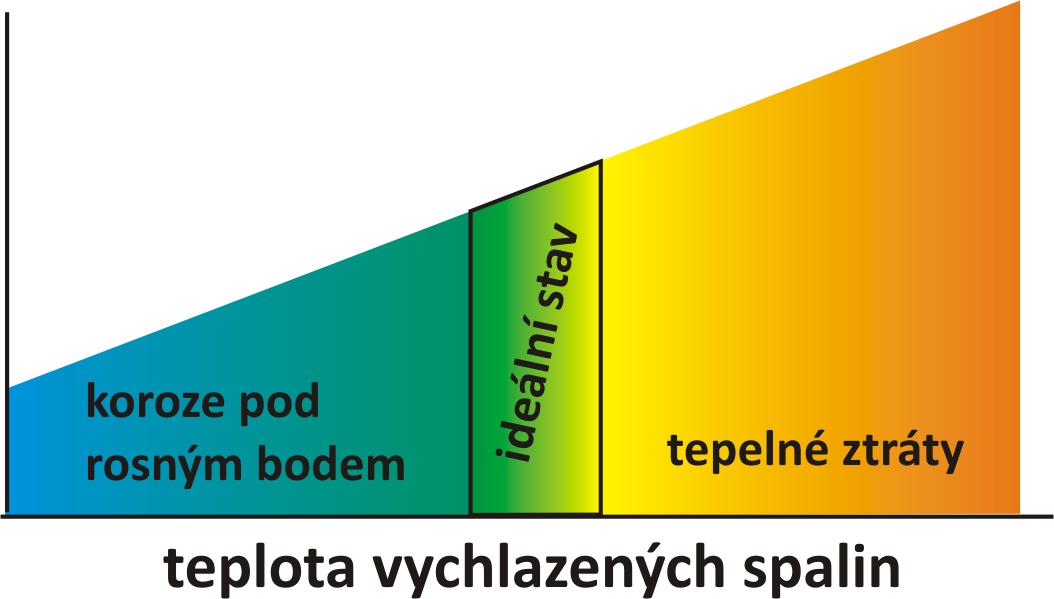 koroze pod
rosným bodem
ideální stav
tepelné ztráty
teplota vychlazených spalin